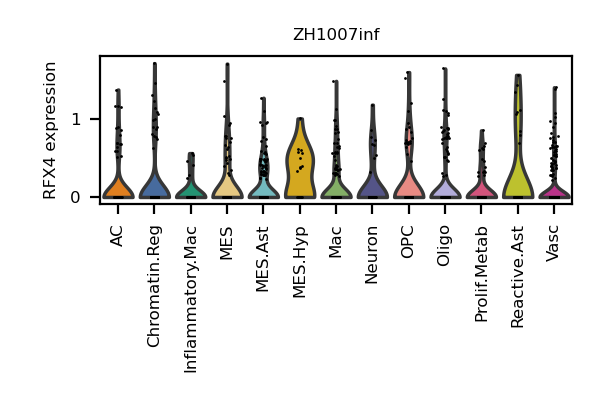 ZH1007inf
RFX4 expression
1
0
AC
Chromatin.Reg
Inflammatory.Mac
MES
MES.Ast
MES.Hyp
Mac
Neuron
OPC
Oligo
Prolif.Metab
Reactive.Ast
Vasc